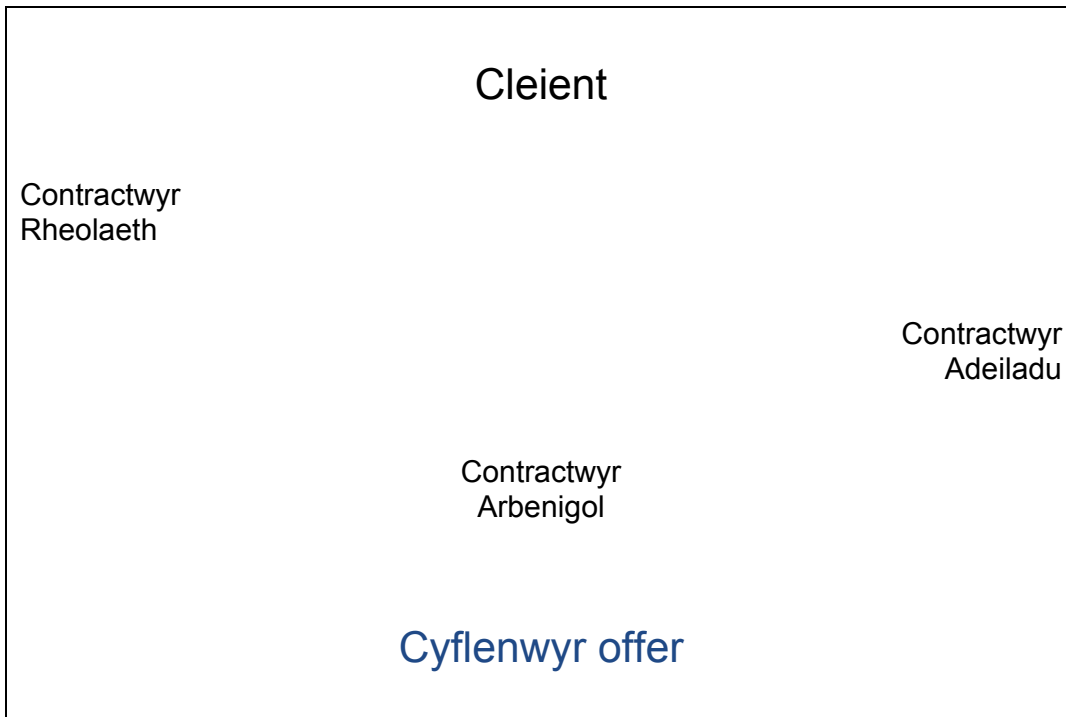 Cleient
Contractwyr
Rheolaeth
Contractwyr
Adeiladu
Contractwyr
Arbenigol
Cyflenwyr offer